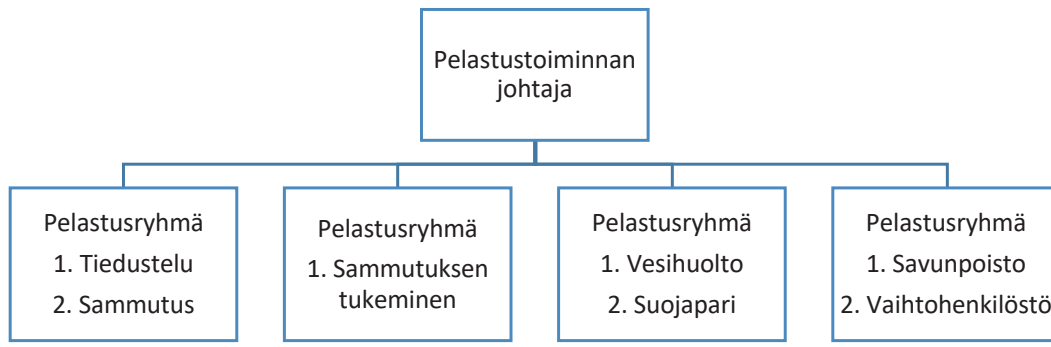 Pelastustoiminnan
johtaja
Pelastusryhmä
1. Tiedustelu
2. Sammutus
Pelastusryhmä
1. Sammutuksen
tukeminen
Pelastusryhmä
1. Vesihuolto
2. Suojapari
Pelastusryhmä
1. Savunpoisto
2. Vaihtohenkilöstö